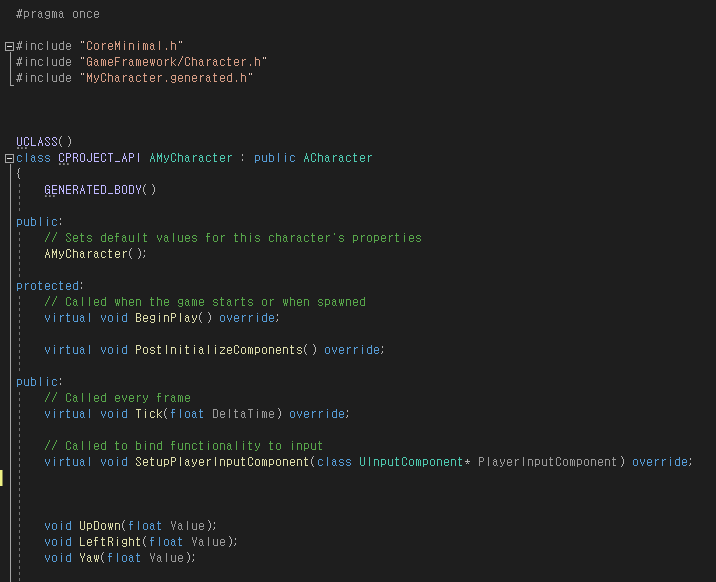 #pragma once
#include "CoreMinimal.h"
#include "GameFramework/Character.h"
#include "MyCharacter.generated.h"
UCLASS()
class CPROJECT_API AMyCharacter : public ACharacter
{
GENERATED_BODY()
public:
// Sets default values for this character's properties
AMyCharacter();
protected:
// Called when the game starts or when spawned
virtual void BeginPlay() override;
virtual void PostInitializeComponents() override;
public:
// Called every frame
virtual void Tick(float DeltaTime) override;
// Called to bind functionality to input
virtual void SetupPlayerInputComponent(class UInputComponent* PlayerInputComponent) override;
void UpDown(float Value);
void LeftRight(float Value);
void Yaw(float Value);